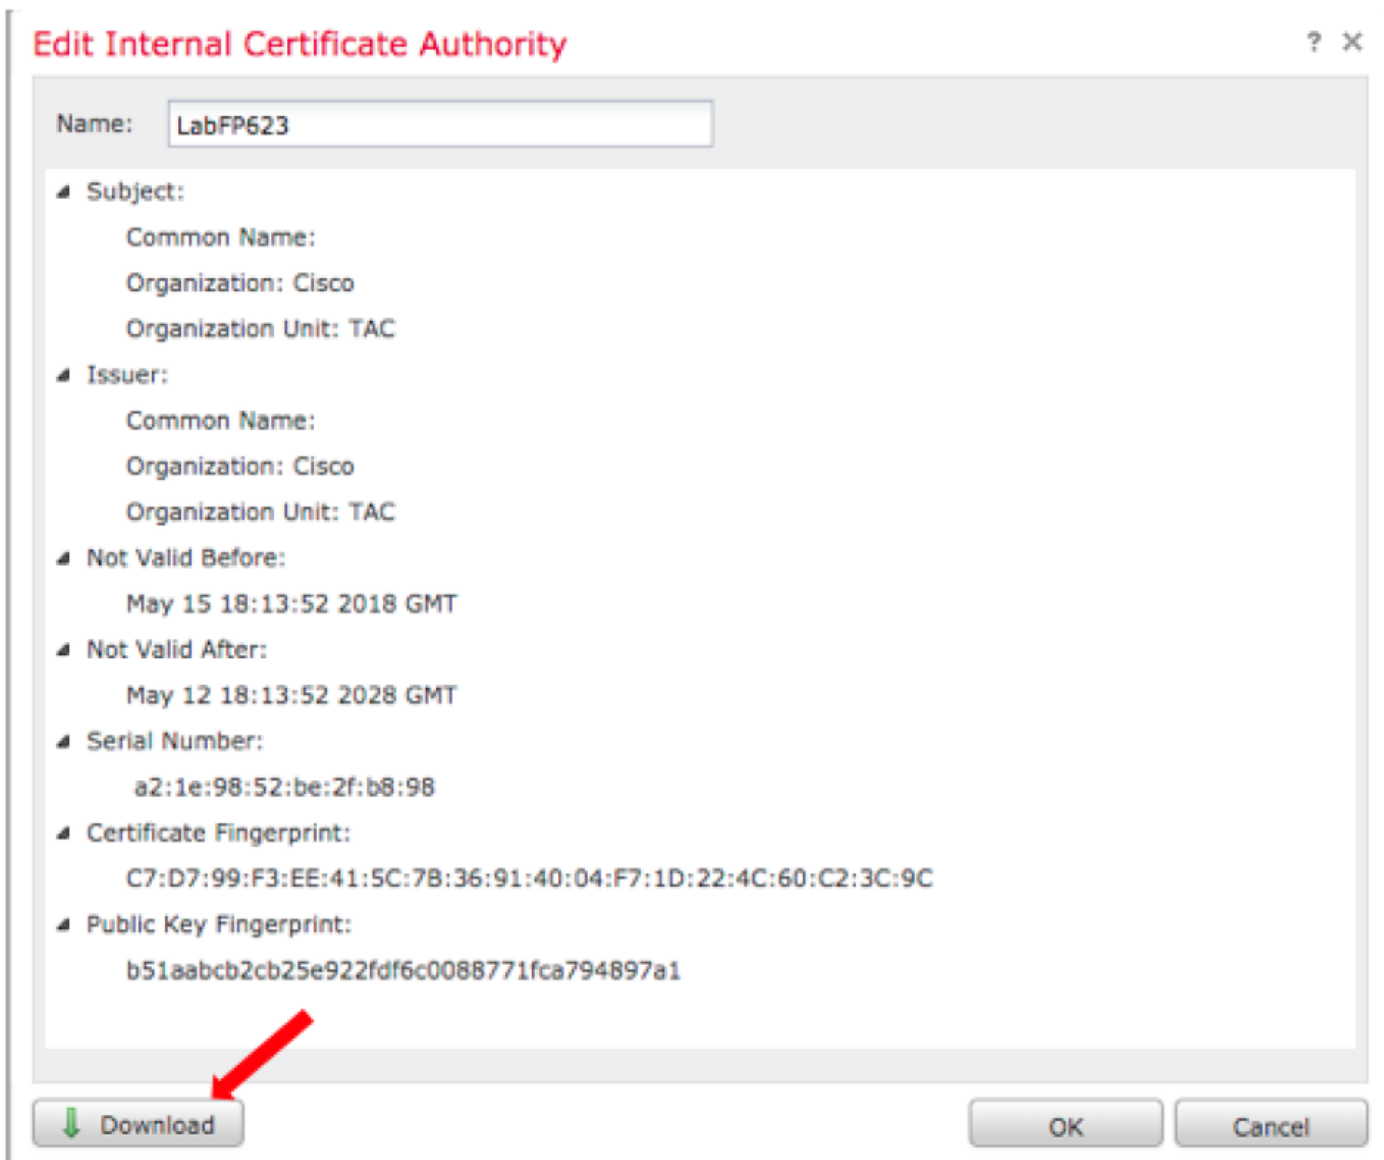 Edit Internal Certificate Authority ? ×
Name: LabFP623
Subject:
Common Name:
Organization: Cisco
Organization Unit: TAC
Issuer:
Common Name:
Organization: Cisco
Organization Unit: TAC
Not Valid Before:
May 15 18:13:52 2018 GMT
Not Valid After:
May 12 18:13:52 2028 GMT
Serial Number:
a2:1e:98:52:be:2f:b8:98
Certificate Fingerprint:
C7:D7:99:F3:EE:41:5C:7B:36:91:40:04:F7:1D:22:4C:60:C2:3C:9C
Public Key Fingerprint:
b51aabcb2cb25e922fdf6c0088771fca794897a1
Download OK Cancel